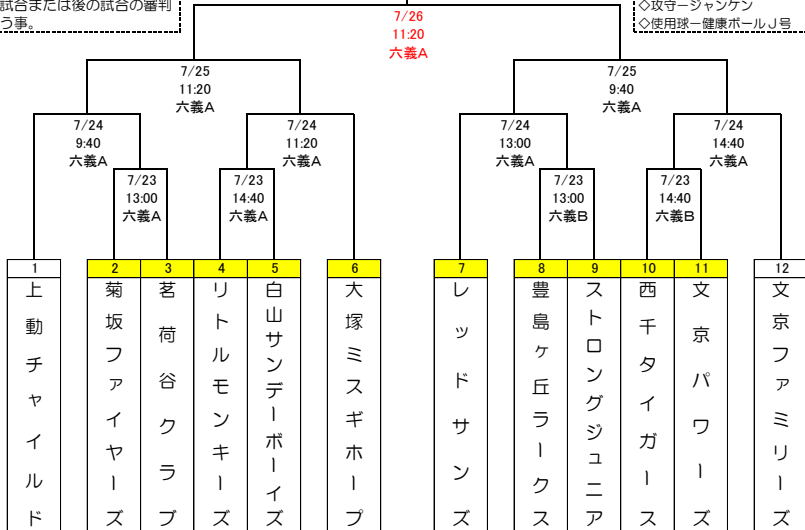 試合または後の試合の審判
う事。
◇攻守ージャンケン
◇使用球ー健康ボールJ号
7/26
11:20
六義A
7/25
11:20
六義A
7/25
9:40
六義A
7/24
9:40
六義A
7/24
11:20
六義A
7/24
13:00
六義A
7/24
14:40
六義A
7/23
13:00
六義A
7/23
14:40
六義A
7/23
13:00
六義B
7/23
14:40
六義B
1
上動チャイルド
2
菊坂ファイヤーズ
3
茗荷谷クラブ
4
リトルモンキーズ
5
白山サンデーボーイズ
6
大塚ミスギホープ
7
レッドサンズ
8
豊島ヶ丘ラークス
9
ストロングジュニア
10
西千タイガース
11
文京パワーズ
12
文京ファミリーズ